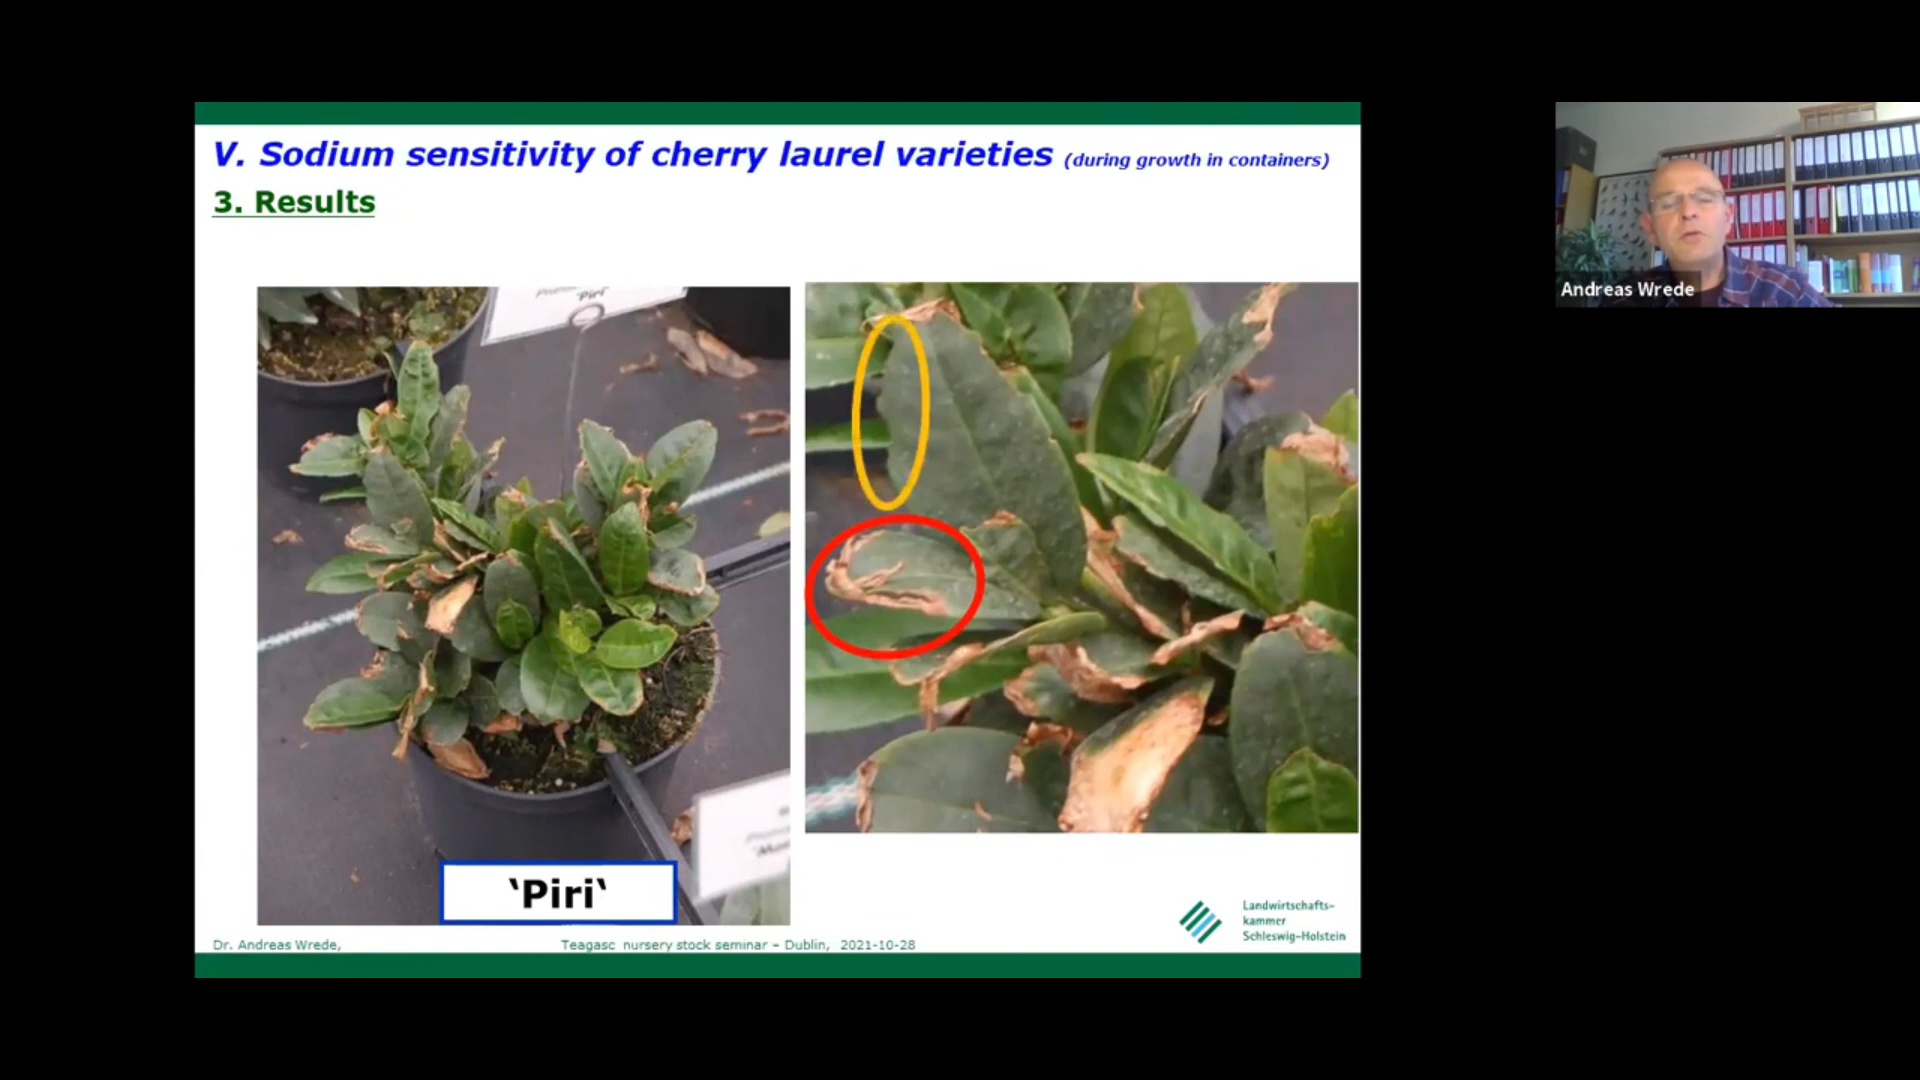 V. Sodium sensitivity of cherry laurel varieties (during growth in containers)
3. Results
'Piri'
‘Piri‘
Dr. Andreas Wrede,
Teagasc nursery stock seminar – Dublin, 2021-10-28
Landwirtschafts-
kammer
Schleswig-Holstein
Andreas Wrede